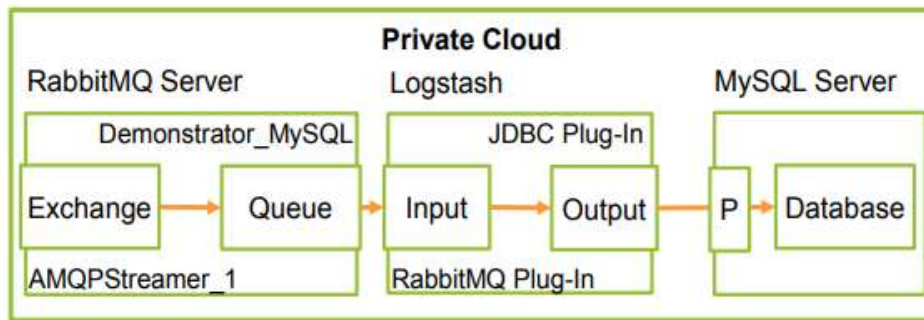 Private Cloud
RabbitMQ Server
Logstash
MySQL Server
Demonstrator_MySQL
JDBC Plug-In
Exchange
Queue
Input
Output
P
Database
AMQPStreamer_1
RabbitMQ Plug-In